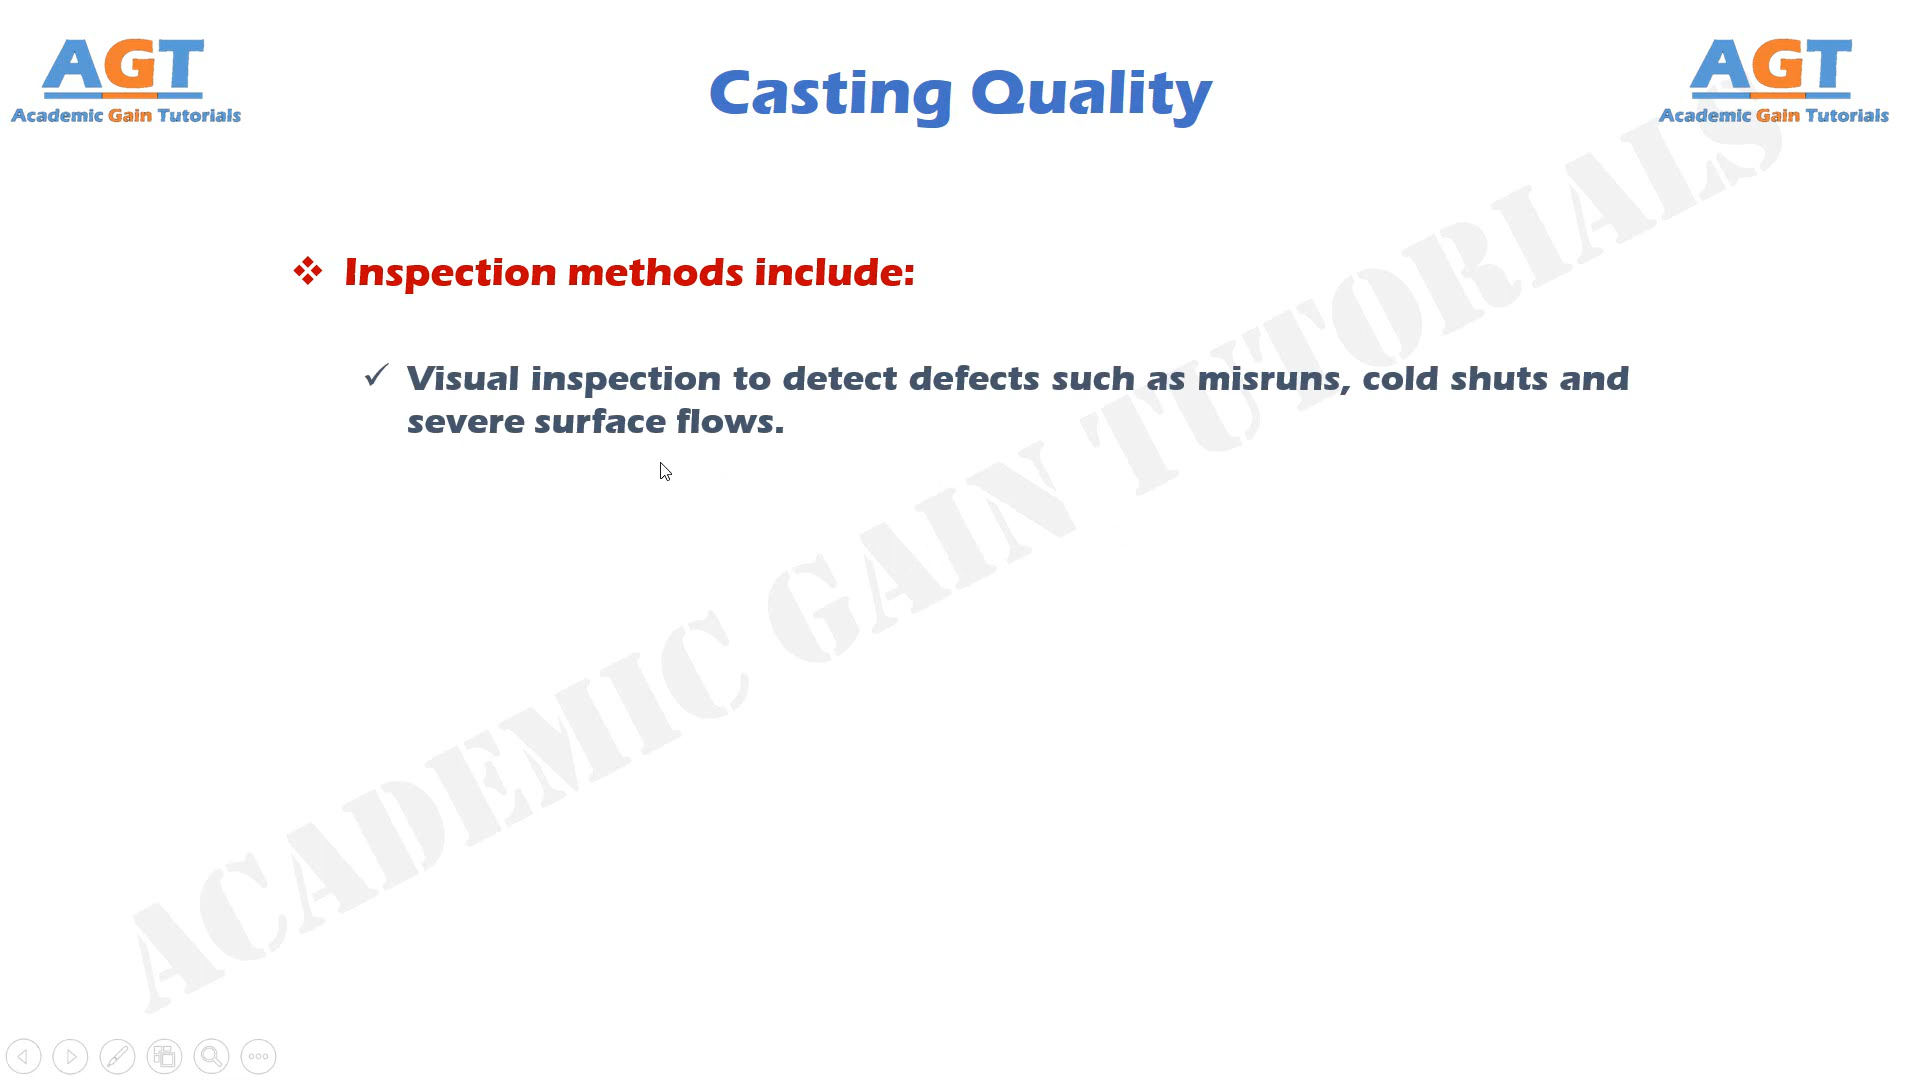 AGT
Academic Gain Tutorials
Casting Quality
AGT
Academic Gain Tutorials
Inspection methods include:
Visual inspection to detect defects such as misruns, cold shuts and
severe surface flows.
ACADEMIC GAIN TUTORIALS